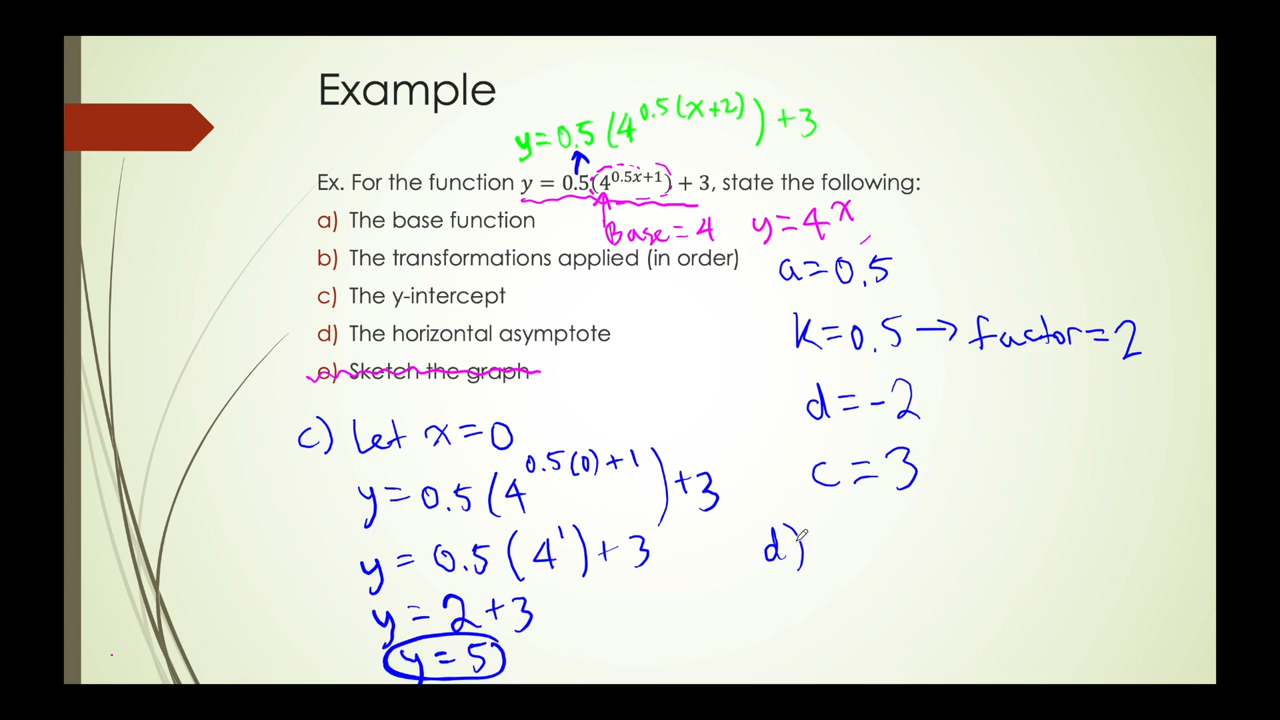 Example
y=0.5(4^0.5(x+2))+3
Ex. For the function y = 0.5(4^0.5x+1) + 3, state the following:
a) The base function
Base=4 y=4^x
b) The transformations applied (in order)
a=0.5
c) The y-intercept
k=0.5→factor=2
d) The horizontal asymptote
e) Sketch the graph
d=-2
c) Let x=0
y=0.5(4^0.5(0)+1)+3
c=3
y=0.5(4^1)+3
d)
y=2+3
y=5